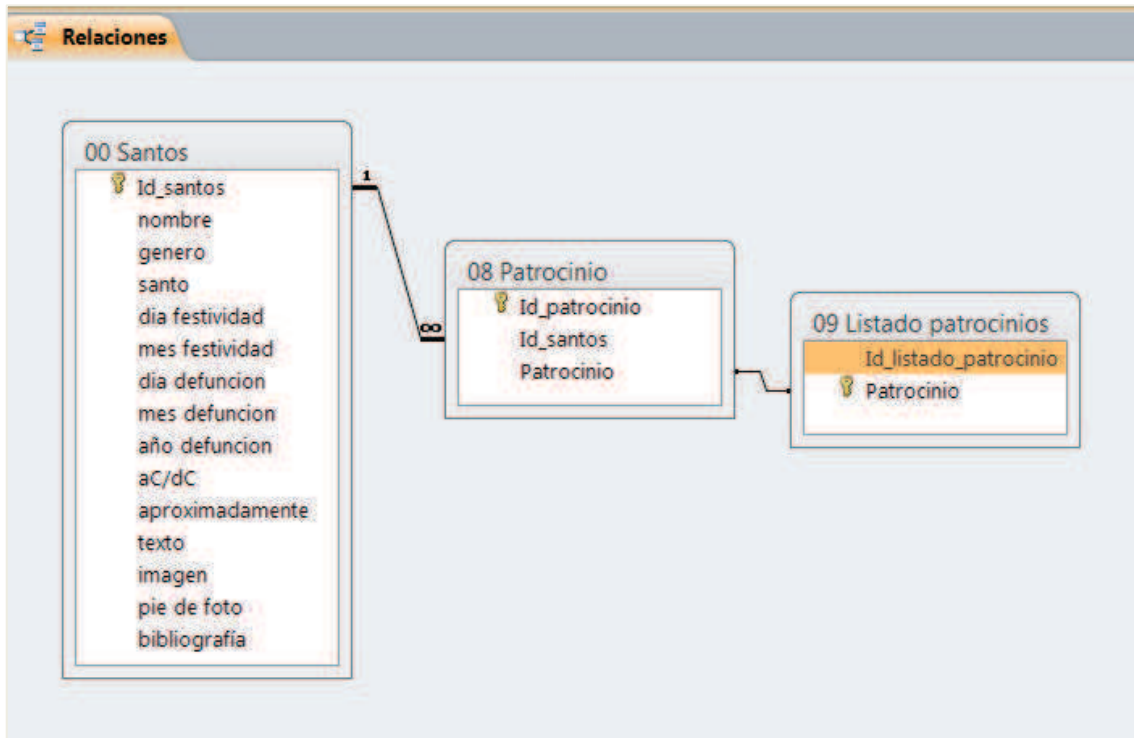 Relaciones
00 Santos
Id_santos
nombre
genero
santo
dia festividad
mes festividad
dia defuncion
mes defuncion
año defuncion
aC/dC
aproximadamente
texto
imagen
pie de foto
bibliografía
1
∞
08 Patrocinio
Id_patrocinio
Id_santos
Patrocinio
09 Listado patrocinios
Id_listado_patrocinio
Patrocinio